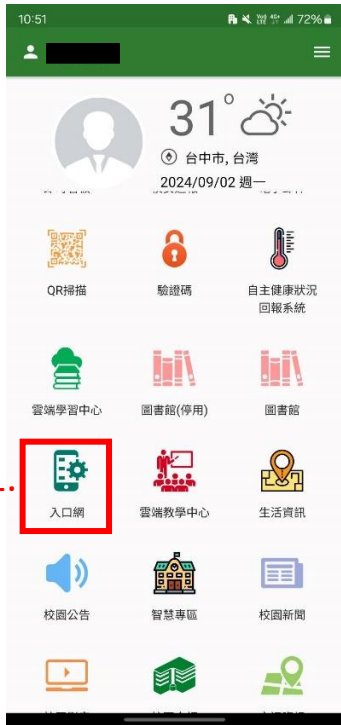 10:51
72%
31°
台中市, 台灣
2024/09/02 週一
QR掃描
驗證碼
自主健康狀況
回報系統
雲端學習中心
圖書館(停用)
圖書館
入口網
雲端教學中心
生活資訊
校園公告
智慧專區
校園新聞